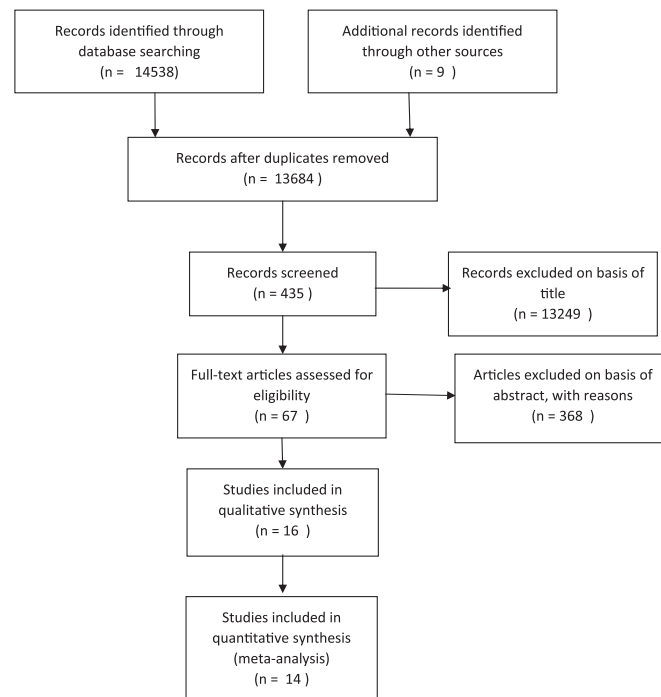 Records identified through
database searching
(n = 14538)
Additional records identified
through other sources
(n = 9 )
Records after duplicates removed
(n = 13684 )
Records screened
(n = 435 )
Records excluded on basis of
title
(n = 13249 )
Full-text articles assessed for
eligibility
(n = 67 )
Articles excluded on basis of
abstract, with reasons
(n = 368 )
Studies included in
qualitative synthesis
(n = 16 )
Studies included in
quantitative synthesis
(meta-analysis)
(n = 14 )